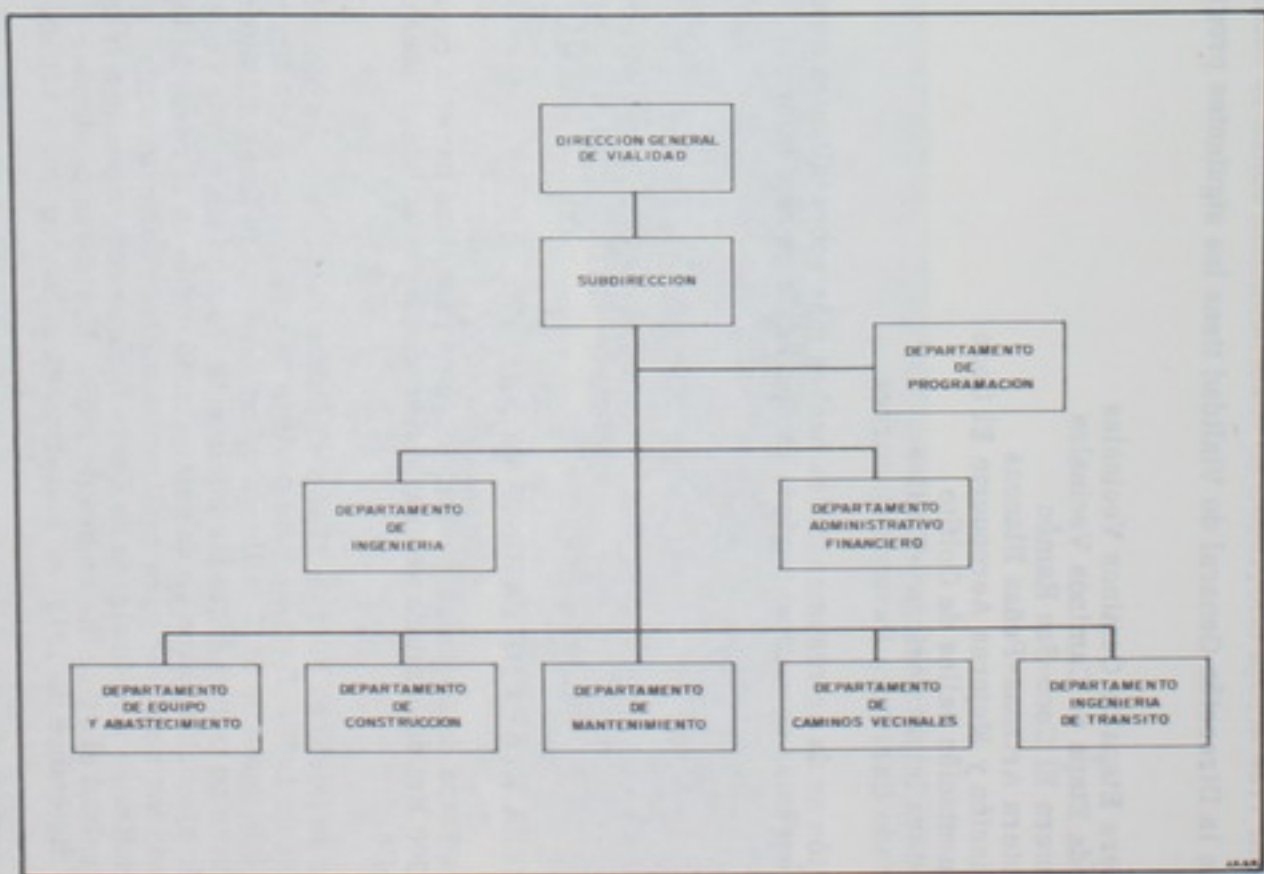 DIRECCION GENERAL
DE VIALIDAD
SUBDIRECCION
DEPARTAMENTO
DE
PROGRAMACION
DEPARTAMENTO
DE
INGENIERIA
DEPARTAMENTO
ADMINISTRATIVO
FINANCIERO
DEPARTAMENTO
DE EQUIPO
Y ABASTECIMIENTO
DEPARTAMENTO
DE
CONSTRUCCION
DEPARTAMENTO
DE
MANTENIMIENTO
DEPARTAMENTO
DE
CAMINOS VECINALES
DEPARTAMENTO
INGENIERIA
DE TRANSITO